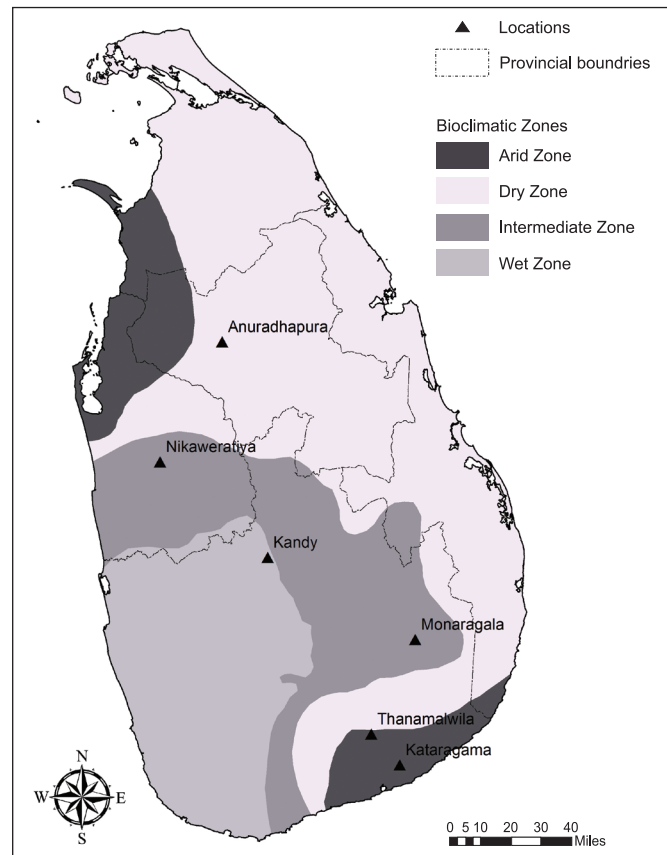 Locations
Provincial boundries
Bioclimatic Zones
Arid Zone
Dry Zone
Intermediate Zone
Wet Zone
Anuradhapura
Nikaweratiya
Kandy
Monaragala
Thanamalwila
Kataragama
N
W E
S
0 5 10 20 30 40
Miles